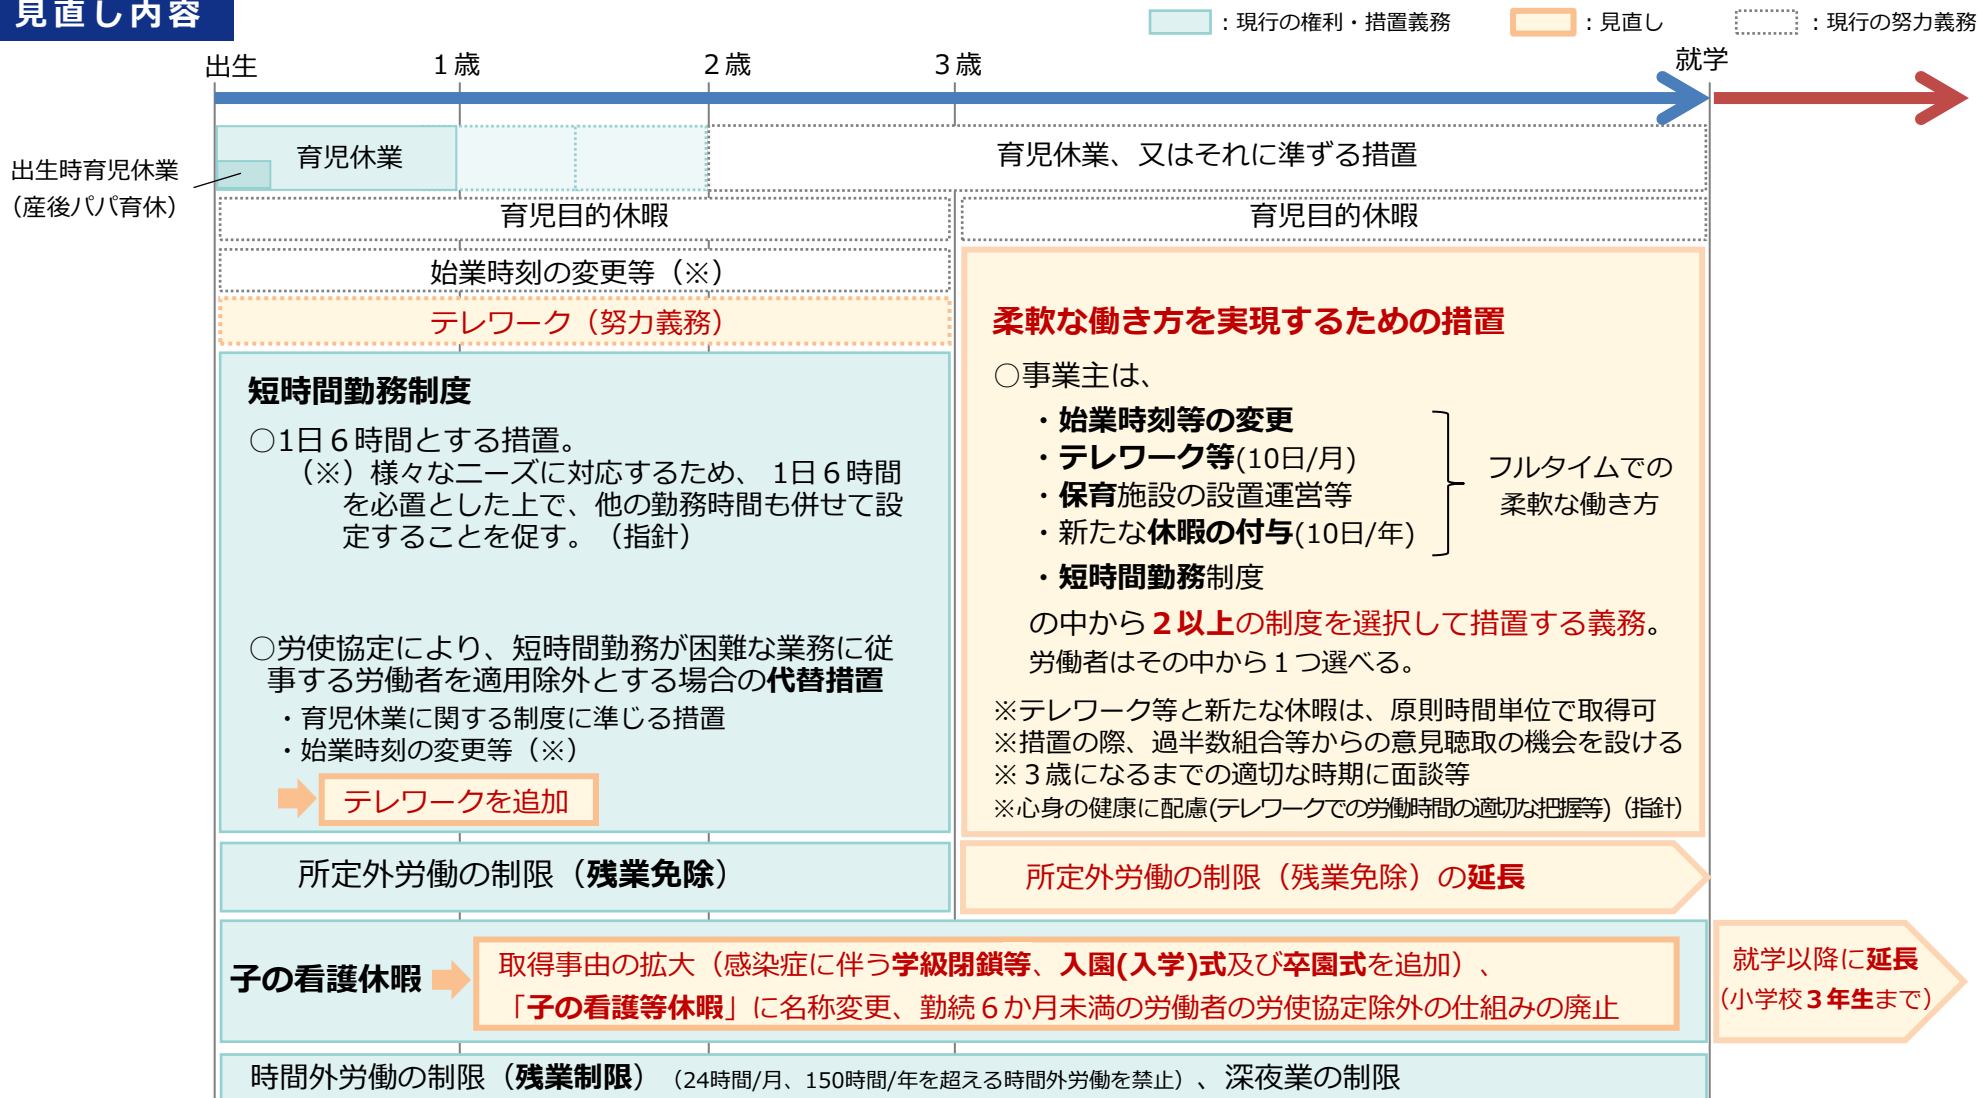 見直し内容
：現行の権利・措置義務
：見直し
：現行の努力義務
出生
１歳
２歳
３歳
就学
出生時育児休業
（産後パパ育休）
育児休業
育児休業、又はそれに準ずる措置
育児目的休暇
育児目的休暇
始業時刻の変更等（※）
テレワーク（努力義務）
短時間勤務制度
○1日６時間とする措置。
（※）様々なニーズに対応するため、 1日６時間
を必置とした上で、他の勤務時間も併せて設
定することを促す。（指針）
○労使協定により、短時間勤務が困難な業務に従
事する労働者を適用除外とする場合の代替措置
・育児休業に関する制度に準じる措置
・始業時刻の変更等（※）
テレワークを追加
柔軟な働き方を実現するための措置
○事業主は、
・始業時刻等の変更
・テレワーク等(10日/月)
・保育施設の設置運営等
・新たな休暇の付与(10日/年)
・短時間勤務制度
フルタイムでの
柔軟な働き方
の中から２以上の制度を選択して措置する義務。
労働者はその中から１つ選べる。
※テレワーク等と新たな休暇は、原則時間単位で取得可
※措置の際、過半数組合等からの意見聴取の機会を設ける
※３歳になるまでの適切な時期に面談等
※心身の健康に配慮(テレワークでの労働時間の適切な把握等)（指針）
所定外労働の制限（残業免除）
所定外労働の制限（残業免除）の延長
子の看護休暇
取得事由の拡大（感染症に伴う学級閉鎖等、入園(入学)式及び卒園式を追加）、
「子の看護等休暇」に名称変更、勤続６か月未満の労働者の労使協定除外の仕組みの廃止
就学以降に延長
（小学校３年生まで）
時間外労働の制限（残業制限）（24時間/月、150時間/年を超える時間外労働を禁止）、深夜業の制限